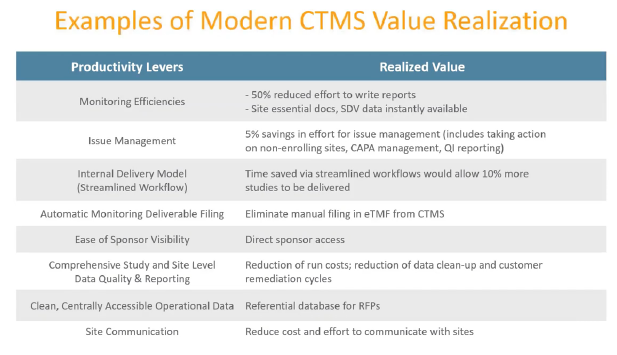 Examples of Modern CTMS Value Realization
Productivity Levers
Realized Value
Monitoring Efficiencies
- 50% reduced effort to write reports
- Site essential docs, SDV data instantly available
Issue Management
5% savings in effort for issue management (includes taking action
on non-enrolling sites, CAPA management, QI reporting)
Internal Delivery Model
(Streamlined Workflow)
Time saved via streamlined workflows would allow 10% more
studies to be delivered
Automatic Monitoring Deliverable Filing
Eliminate manual filing in eTMF from CTMS
Ease of Sponsor Visibility
Direct sponsor access
Comprehensive Study and Site Level
Data Quality & Reporting
Reduction of run costs; reduction of data clean-up and customer
remediation cycles
Clean, Centrally Accessible Operational Data
Referential database for RFPs
Site Communication
Reduce cost and effort to communicate with sites